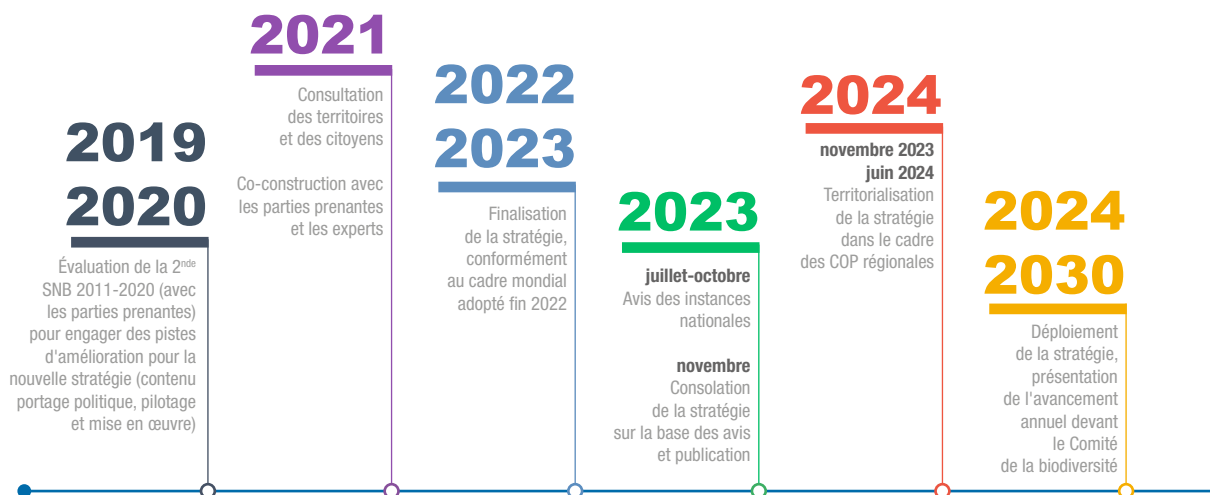 2019
2020
Évaluation de la 2nde
SNB 2011-2020 (avec
les parties prenantes)
pour engager des pistes
d'amélioration pour la
nouvelle stratégie (contenu
portage politique, pilotage
et mise en œuvre)
2021
Consultation
des territoires
et des citoyens
Co-construction avec
les parties prenantes
et les experts
2022
2023
Finalisation
de la stratégie,
conformément
au cadre mondial
adopté fin 2022
2023
juillet-octobre
Avis des instances
nationales
novembre
Consolation
de la stratégie
sur la base des avis
et publication
2024
novembre 2023
juin 2024
Territorialisation
de la stratégie
dans le cadre
des COP régionales
2024
2030
Déploiement
de la stratégie,
présentation
de l'avancement
annuel devant
le Comité
de la biodiversité